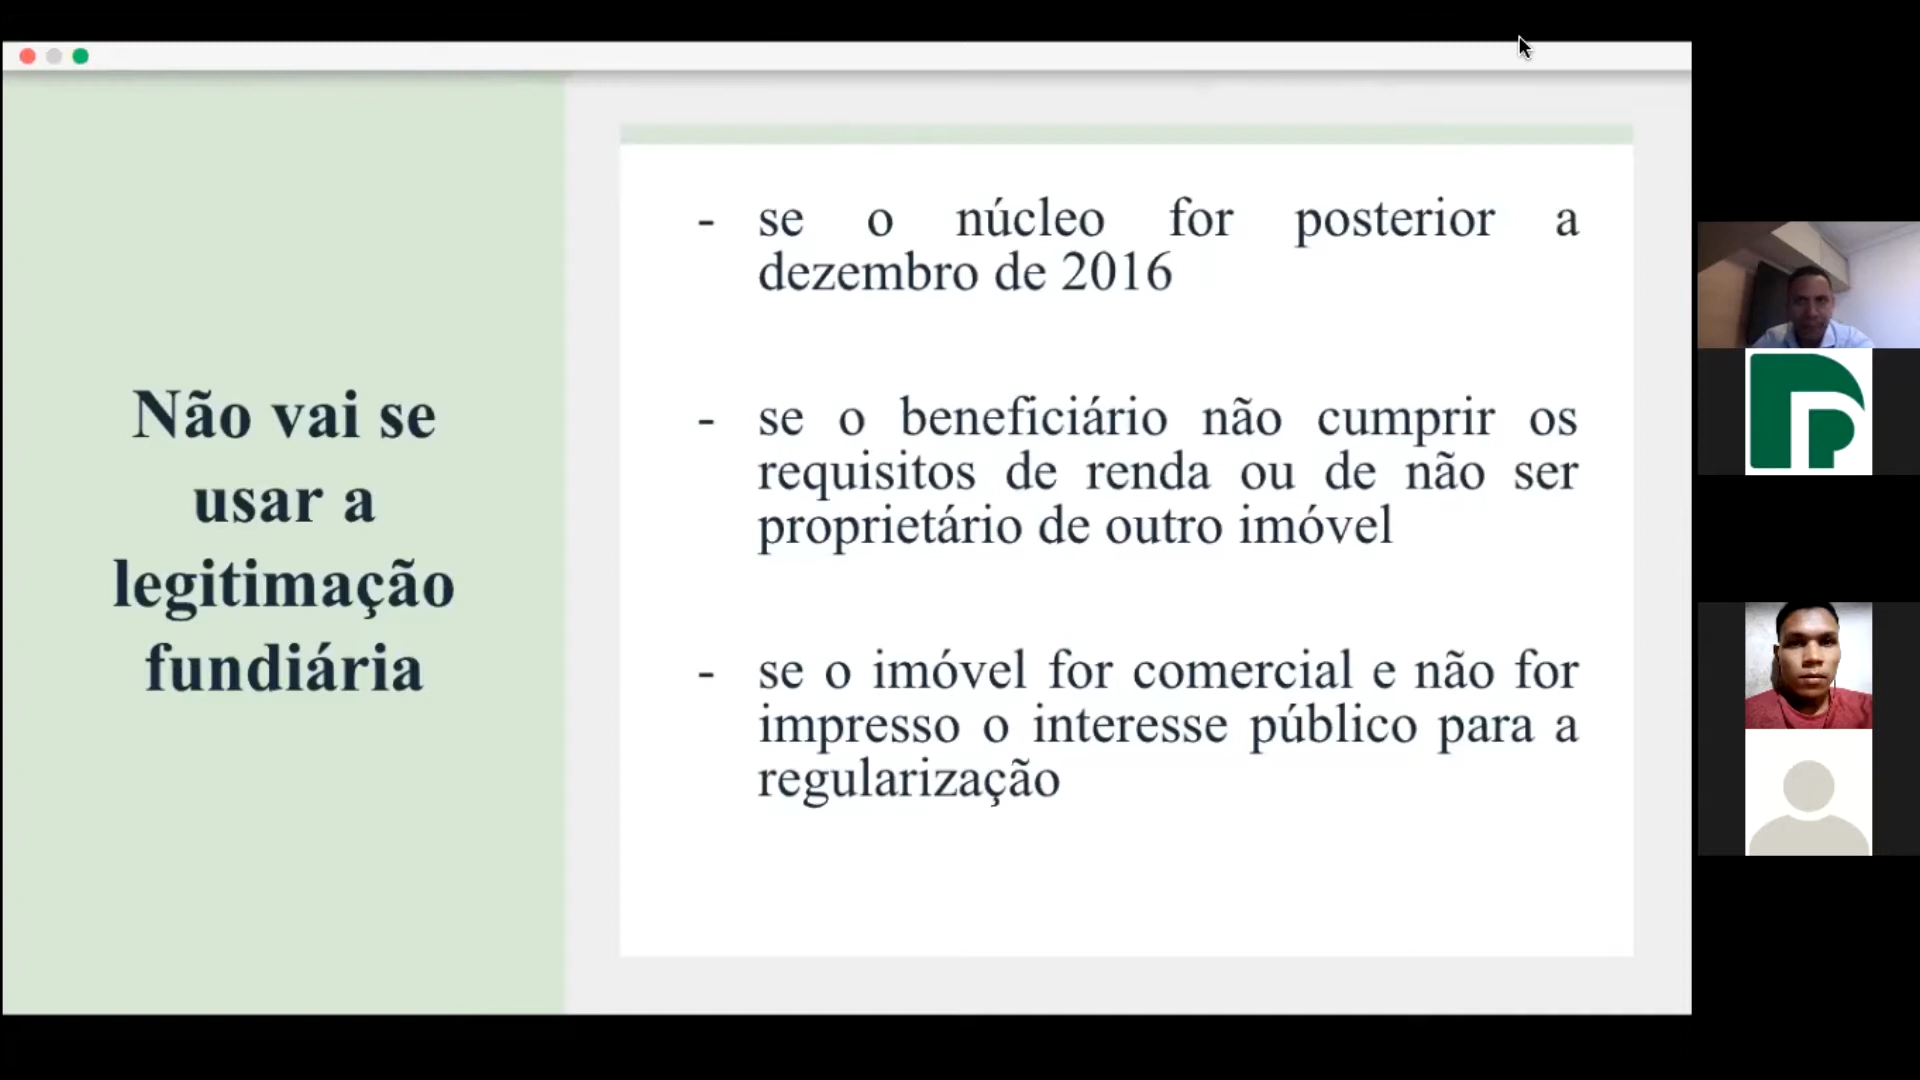 Não vai se
usar a
legitimação
fundiária
- se o núcleo for posterior a
dezembro de 2016
- se o beneficiário não cumprir os
requisitos de renda ou de não ser
proprietário de outro imóvel
- se o imóvel for comercial e não for
impresso o interesse público para a
regularização